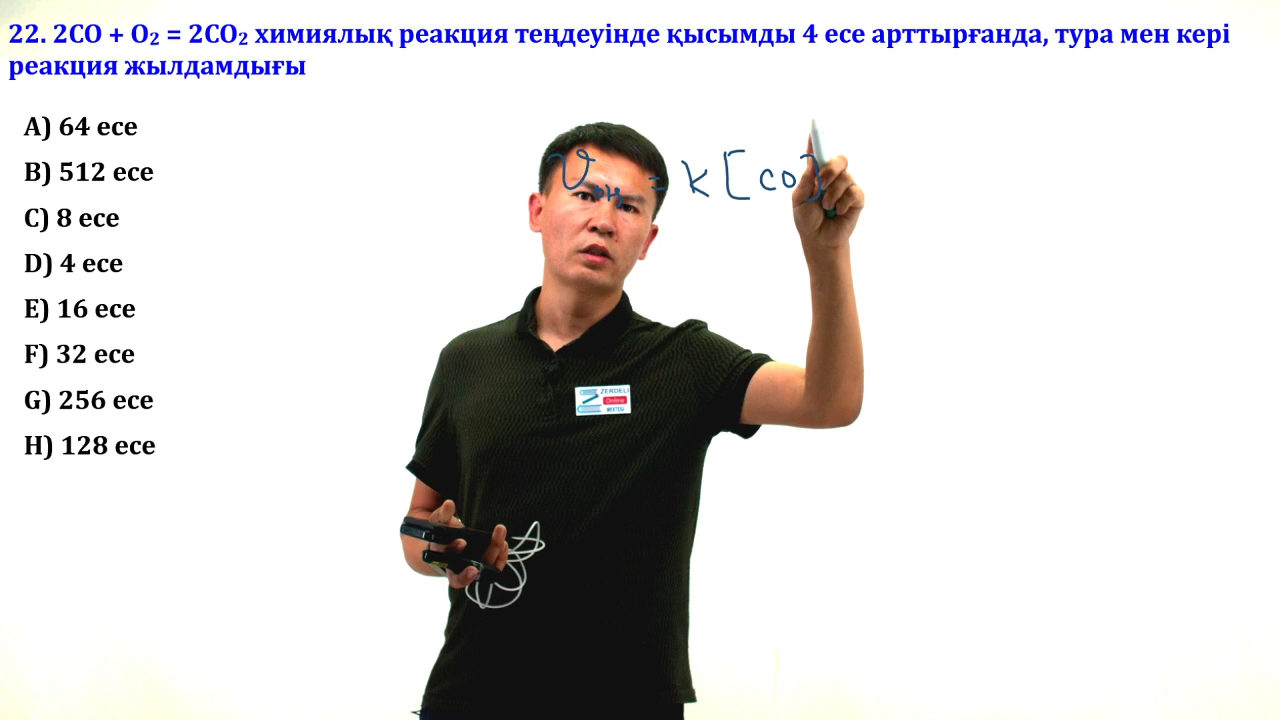 22. 2CO + O₂ = 2CO₂ химиялық реакция теңдеуінде қысымды 4 есе арттырғанда, тура мен кері
реакция жылдамдығы
A) 64 есе
B) 512 есе
C) 8 есе
D) 4 есе
E) 16 есе
F) 32 есе
G) 256 есе
H) 128 есе
= k [CO]
ZERDELI
Online
МЕКТЕБІ